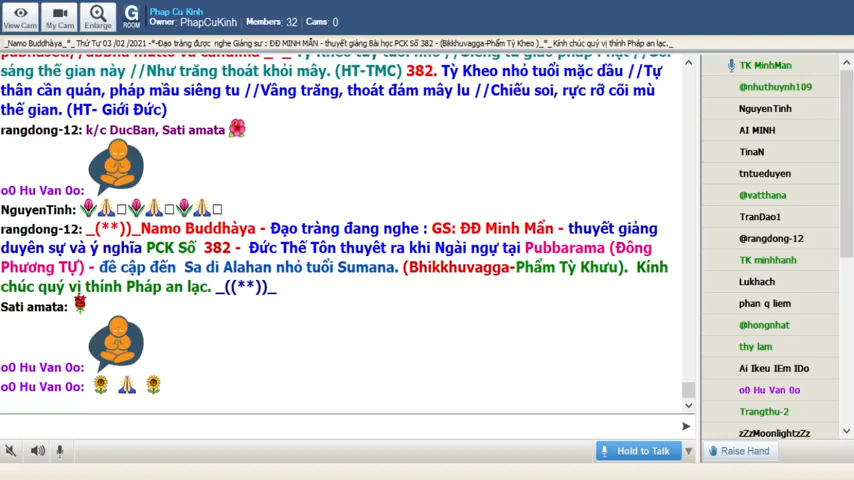 Phap Cu Kinh
Owner: PhapCuKinh Members: 32 Cams: 0
View Cam My Cam Enlarge G ROOM
_Namo Buddhàya_*_ Thứ Tư 03 /02 /2021 -*-Đạo tràng được nghe Giảng sư : ĐĐ MINH MẪN - thuyết giảng Bài học PCK Số 382 - (Bikkhuvagga-Phẩm Tỳ Kheo )_*_ Kính chúc quý vị thính Pháp an lạc._
sáng thế gian này //Như trăng thoát khỏi mây. (HT-TMC) 382. Tỳ Kheo nhỏ tuổi mặc dầu //Tự
thân cần quán, pháp mầu siêng tu //Vầng trăng, thoát đám mây lu //Chiếu soi, rực rỡ cõi mù
thế gian. (HT- Giới Đức)
rangdong-12: k/c DucBan, Sati amata
o0 Hu Van 0o:
NguyenTinh:
rangdong-12: _(**))_Namo Buddhàya - Đạo tràng đang nghe : GS: ĐĐ Minh Mẩn - thuyết giảng
duyên sự và ý nghĩa PCK Số 382 - Đức Thế Tôn thuyết ra khi Ngài ngự tại Pubbarama (Đông
Phương TỰ) - đề cập đến Sa di Alahan nhỏ tuổi Sumana. (Bhikkhuvagga-Phẩm Tỳ Khưu). Kính
chúc quý vị thính Pháp an lạc. _((**))_
Sati amata:
o0 Hu Van 0o:
o0 Hu Van 0o:
TK MinhMan
@nhuthuynh109
NguyenTinh
AI MINH
TinaN
tntueduyen
@vatthana
TranDao1
@rangdong-12
TK minhhanh
Lukhach
phan q liem
@hongnhat
thy lam
Ai Ikeu IEm IDo
o0 Hu Van 0o
Trangthu-2
zZzMoonlightzZz
Hold to Talk
Raise Hand